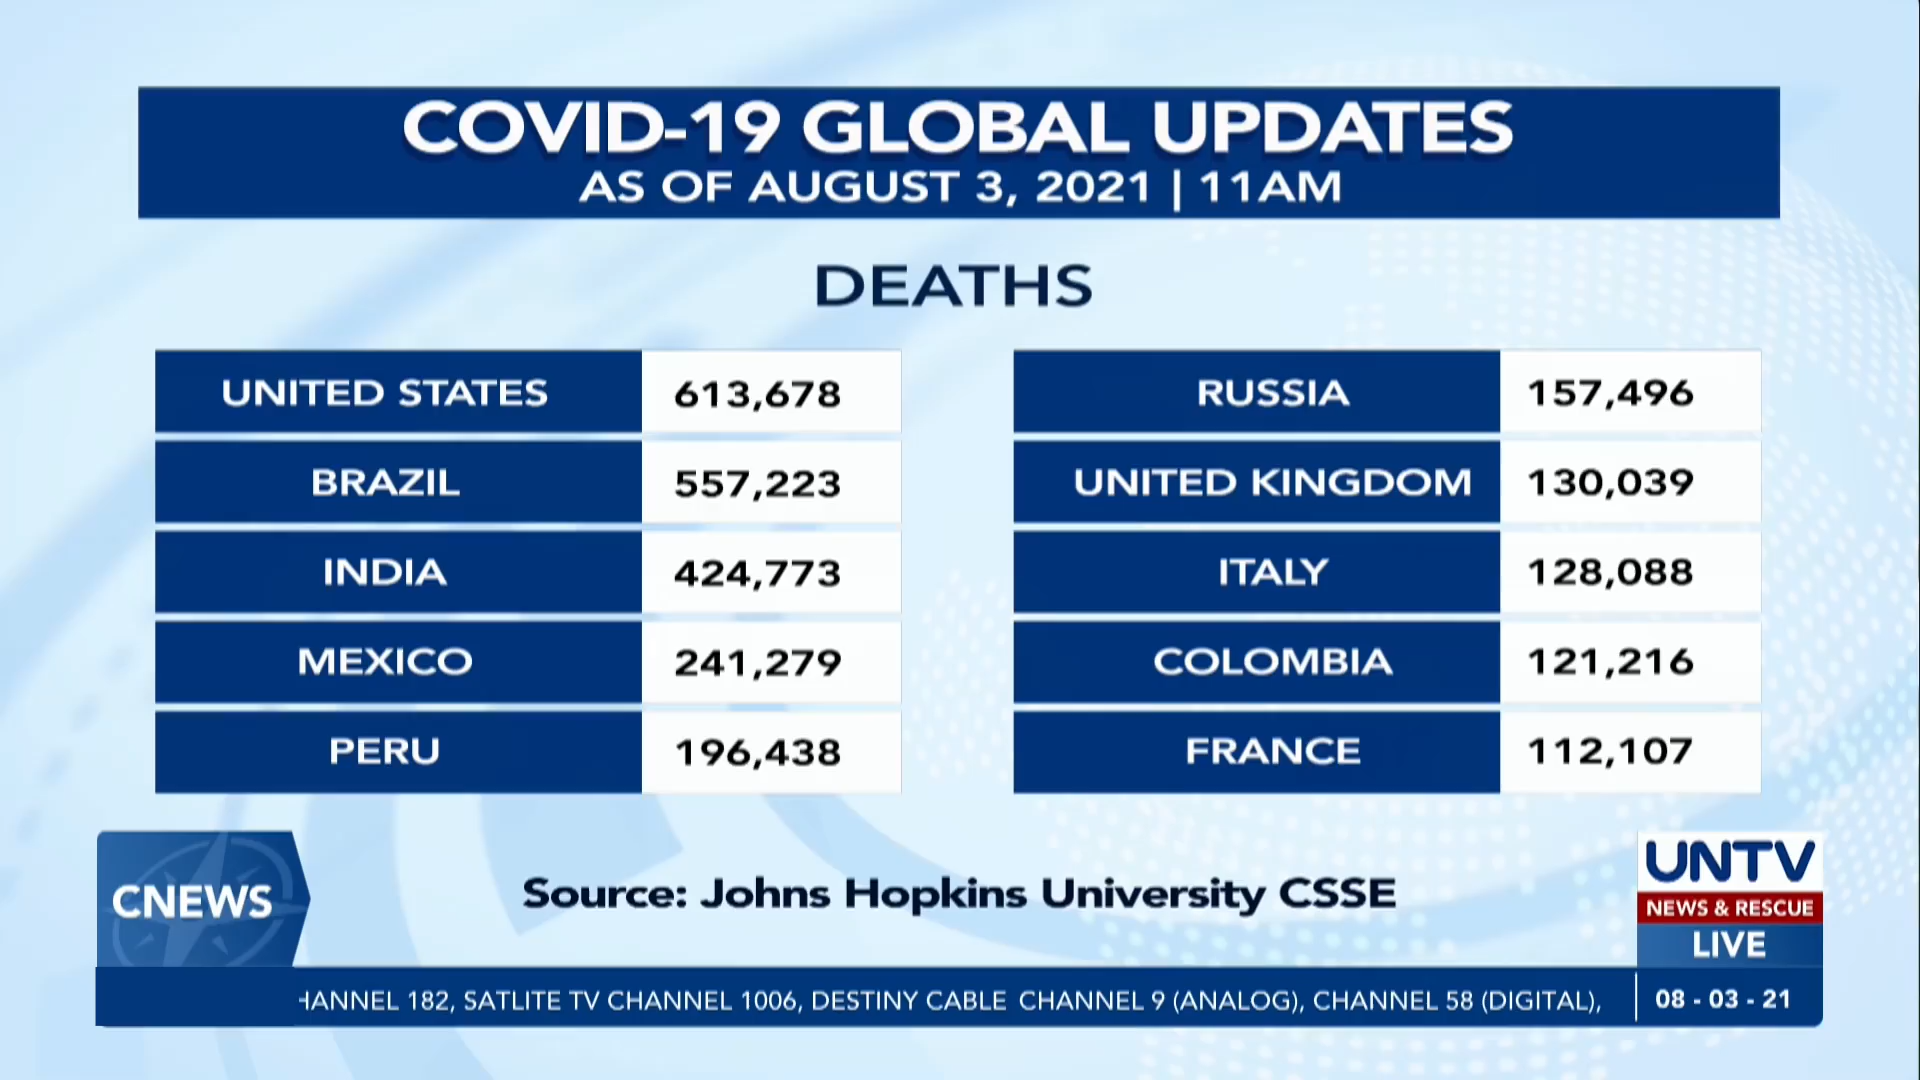 COVID-19 GLOBAL UPDATES
AS OF AUGUST 3, 2021 | 11AM
DEATHS
UNITED STATES 613,678
BRAZIL 557,223
INDIA 424,773
MEXICO 241,279
PERU 196,438
RUSSIA 157,496
UNITED KINGDOM 130,039
ITALY 128,088
COLOMBIA 121,216
FRANCE 112,107
CNEWS
Source: Johns Hopkins University CSSE
UNTV
NEWS & RESCUE
LIVE
182, SATLITE TV CHANNEL 1006, DESTINY CABLE CHANNEL 9 (ANALOG), CHANNEL 58 (DIGITAL),
08 - 03 - 21